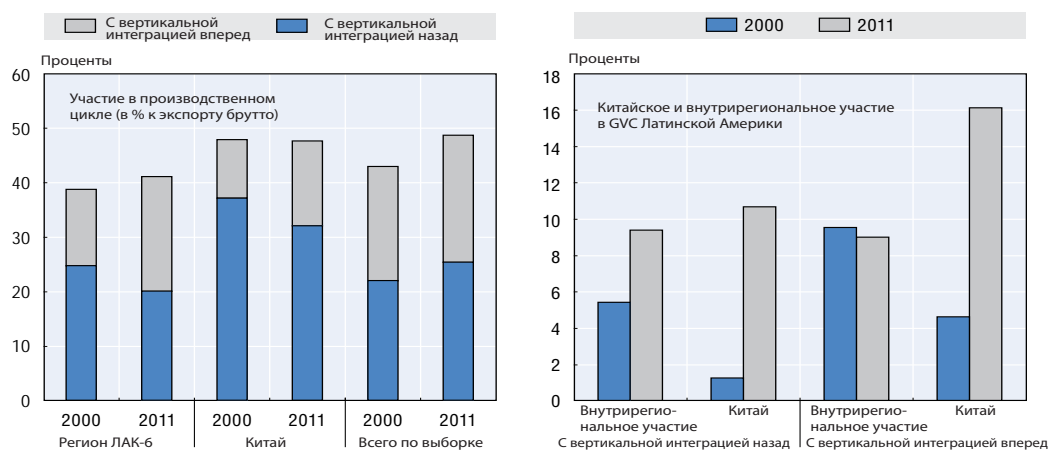 С вертикальной
интеграцией вперед
С вертикальной
интеграцией назад
Проценты
60
50
40
30
20
10
0
Участие в производственном
цикле (в % к экспорту брутто)
2000 2011 2000 2011 2000 2011
Регион ЛАК-6 Китай Всего по выборке
2000 2011
Проценты
18
16
14
12
10
8
6
4
2
0
Китайское и внутрирегиональное участие
в GVC Латинской Америки
Внутрирегио- Китай Внутрирегио- Китай
нальное участие нальное участие
С вертикальной интеграцией назад С вертикальной интеграцией вперед